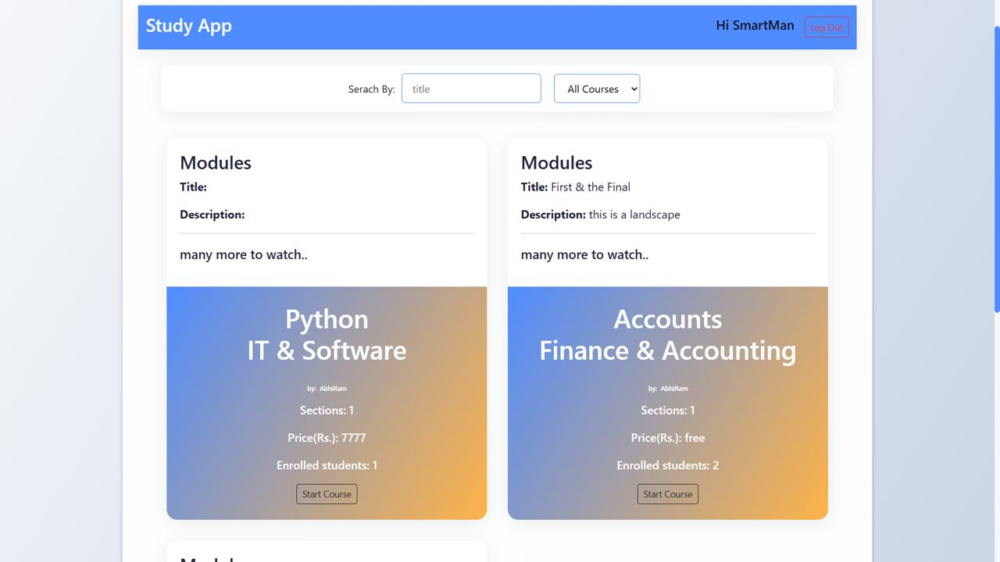 Study App
Hi SmartMan
Log Out
Serach By:
title
All Courses
Modules
Title:
Description:
many more to watch..
Python
IT & Software
by: AbhiRam
Sections: 1
Price(Rs.): 7777
Enrolled students: 1
Start Course
Modules
Title: First & the Final
Description: this is a landscape
many more to watch..
Accounts
Finance & Accounting
by: AbhiRam
Sections: 1
Price(Rs.): free
Enrolled students: 2
Start Course